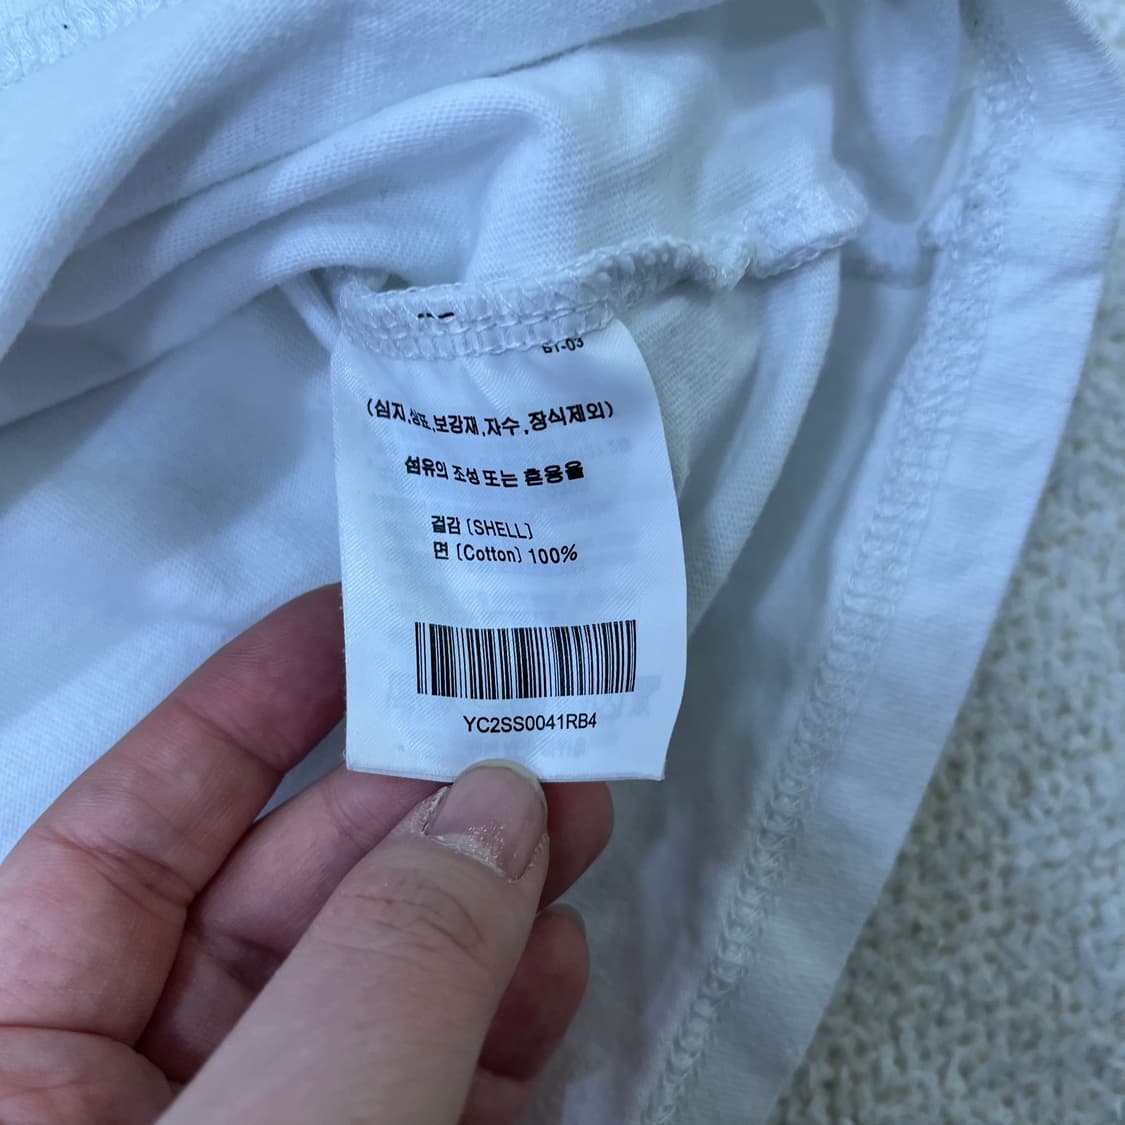 (심지,상표,보강재,자수,장식제외)
섬유의 조성 또는 혼용율
겉감 (SHELL)
면 (Cotton) 100%
YC2SS0041RB4